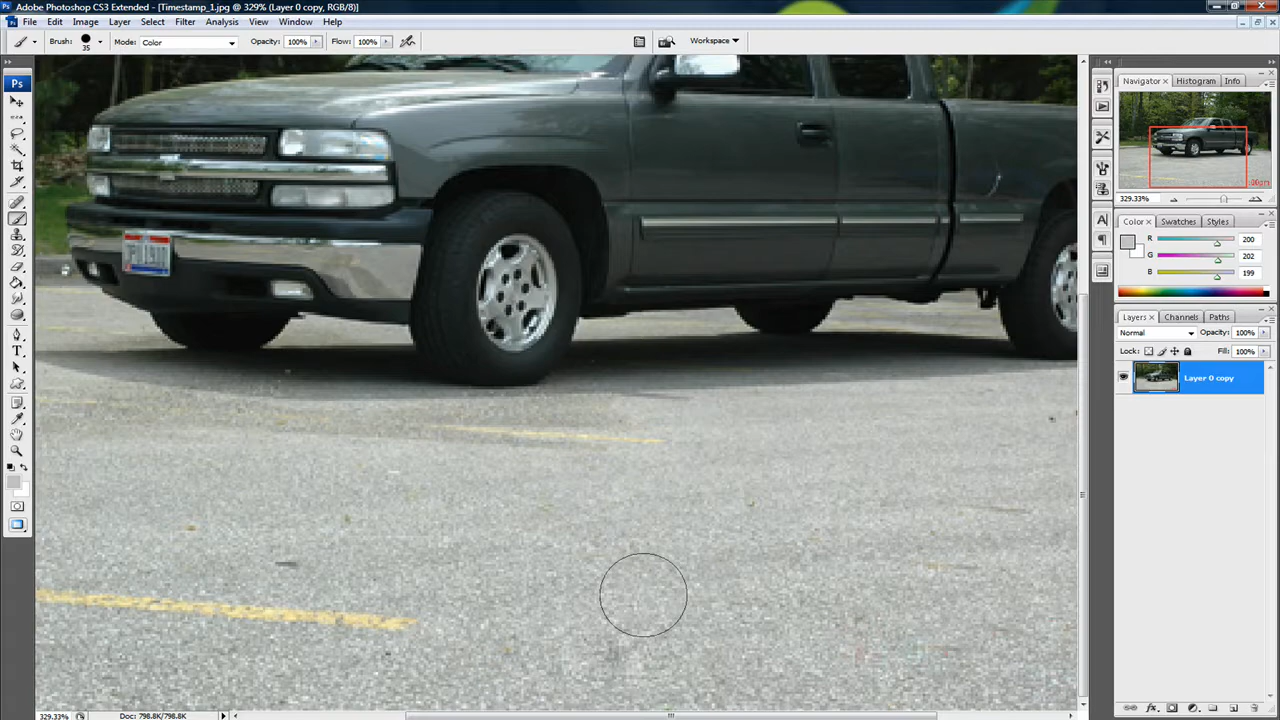 Adobe Photoshop CS3 Extended - [Timestamp_1.jpg @ 329% (Layer 0 copy, RGB/8)]
File Edit Image Layer Select Filter Analysis View Window Help
Brush: 35 Mode: Color Opacity: 100% Flow: 100% Workspace
Ps
Navigator Histogram Info
:00pm
329.33%
Color Swatches Styles
R 200
G 202
B 199
Layers Channels Paths
Normal Opacity: 100%
Lock: Fill: 100%
Layer 0 copy
T
A
329.33% Doc: 798.8K/798.8K